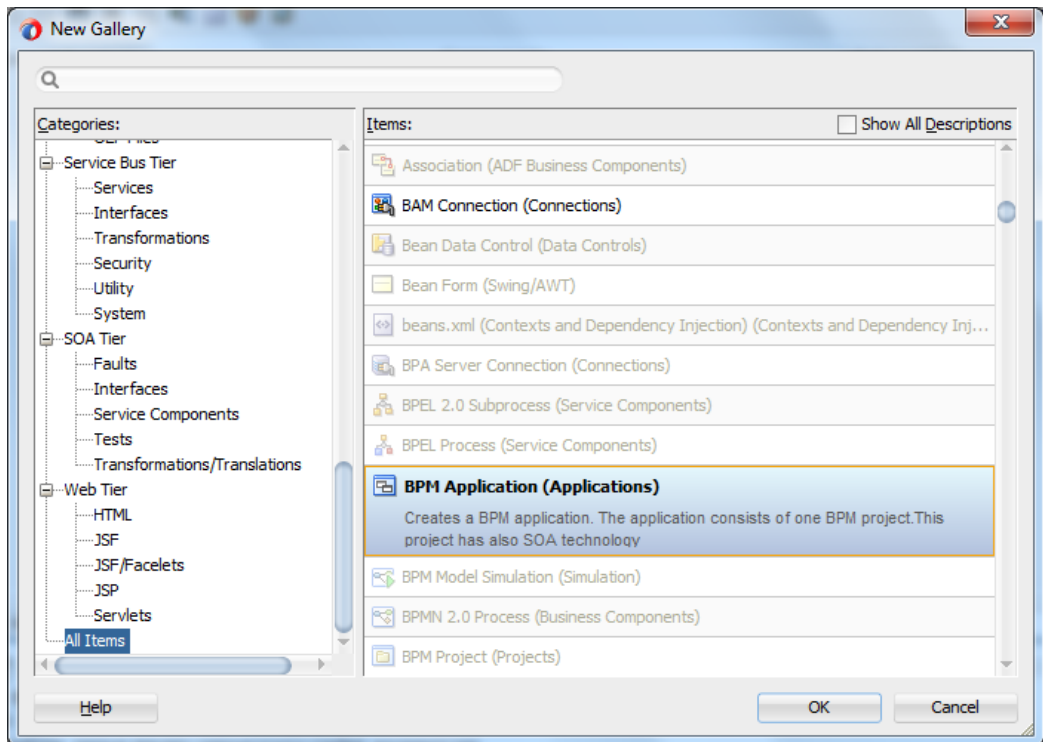 New Gallery
Categories:
Service Bus Tier
Services
Interfaces
Transformations
Security
Utility
System
SOA Tier
Faults
Interfaces
Service Components
Tests
Transformations/Translations
Web Tier
HTML
JSF
JSF/Facelets
JSP
Servlets
All Items
Items:
Show All Descriptions
Association (ADF Business Components)
BAM Connection (Connections)
Bean Data Control (Data Controls)
Bean Form (Swing/AWT)
beans.xml (Contexts and Dependency Injection) (Contexts and Dependency Inj...
BPA Server Connection (Connections)
BPEL 2.0 Subprocess (Service Components)
BPEL Process (Service Components)
BPM Application (Applications)
Creates a BPM application. The application consists of one BPM project.This
project has also SOA technology
BPM Model Simulation (Simulation)
BPMN 2.0 Process (Business Components)
BPM Project (Projects)
Help
OK
Cancel